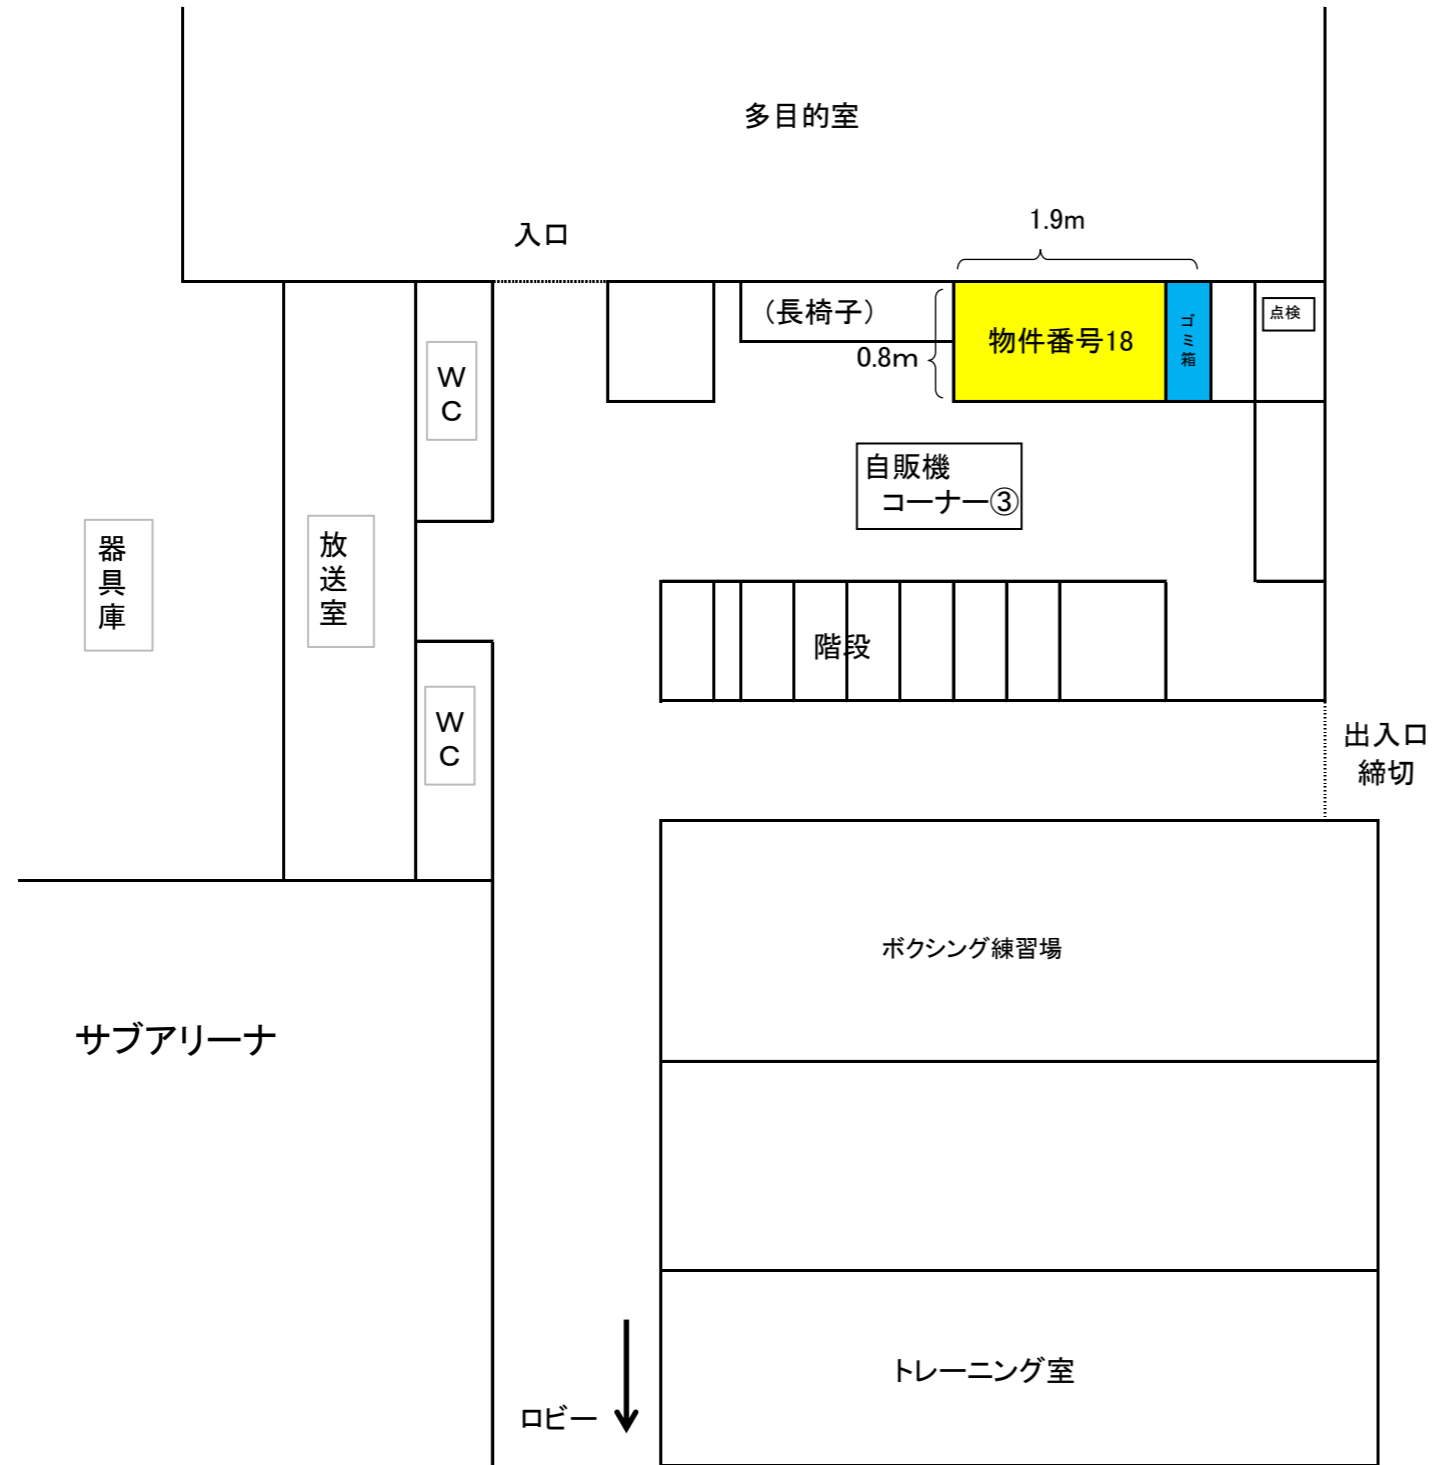 多目的室
入口
1.9m
(長椅子)
0.8m
物件番号18
ゴミ箱
点検
WC
自販機
コーナー③
器具庫
放送室
階段
WC
出入口
締切
ボクシング練習場
サブアリーナ
トレーニング室
ロビー